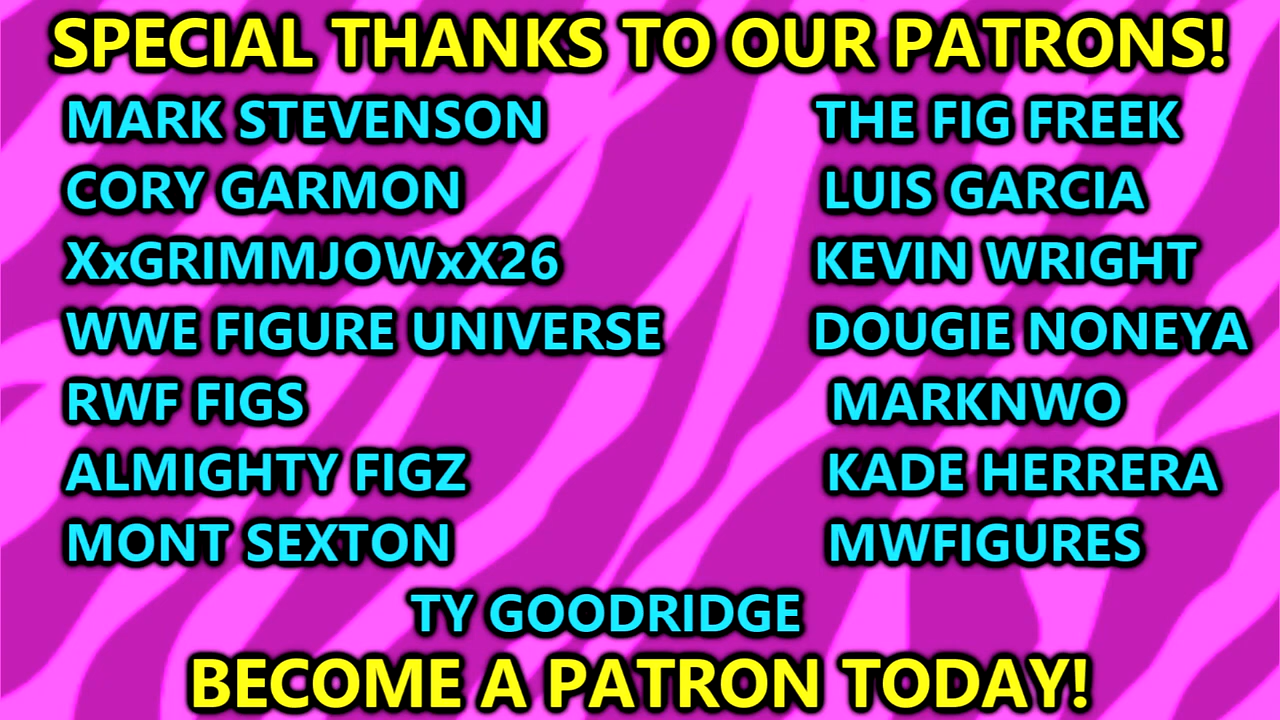 SPECIAL THANKS TO OUR PATRONS!
MARK STEVENSON
CORY GARMON
XxGRIMMJOWxX26
WWE FIGURE UNIVERSE
RWF FIGS
ALMIGHTY FIGZ
MONT SEXTON
THE FIG FREEK
LUIS GARCIA
KEVIN WRIGHT
DOUGIE NONEYA
MARKNWO
KADE HERRERA
MWFIGURES
TY GOODRIDGE
BECOME A PATRON TODAY!